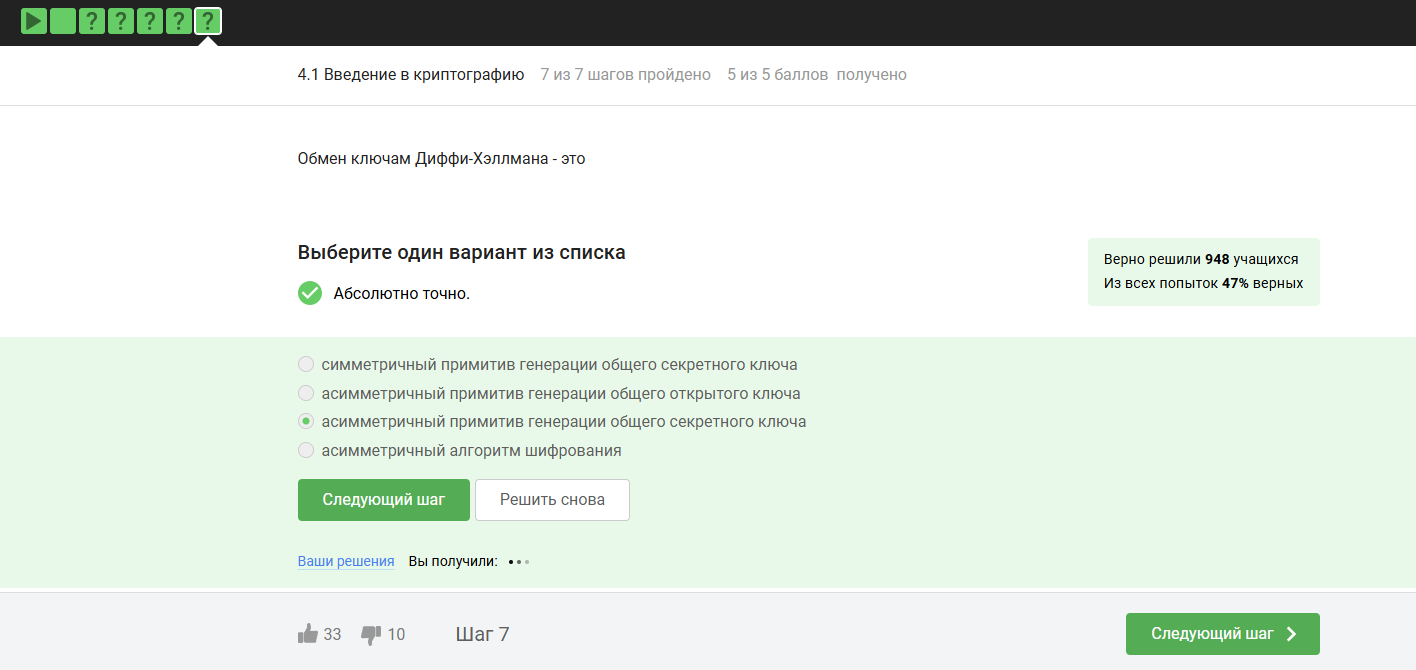 ? ? ? ? ?
4.1 Введение в криптографию 7 из 7 шагов пройдено 5 из 5 баллов получено
Обмен ключам Диффи-Хэллмана - это
Выберите один вариант из списка
Абсолютно точно.
Верно решили 948 учащихся
Из всех попыток 47% верных
симметричный примитив генерации общего секретного ключа
асимметричный примитив генерации общего открытого ключа
асимметричный примитив генерации общего секретного ключа
асимметричный алгоритм шифрования
Следующий шаг Решить снова
Ваши решения Вы получили:
33 10 Шаг 7 Следующий шаг